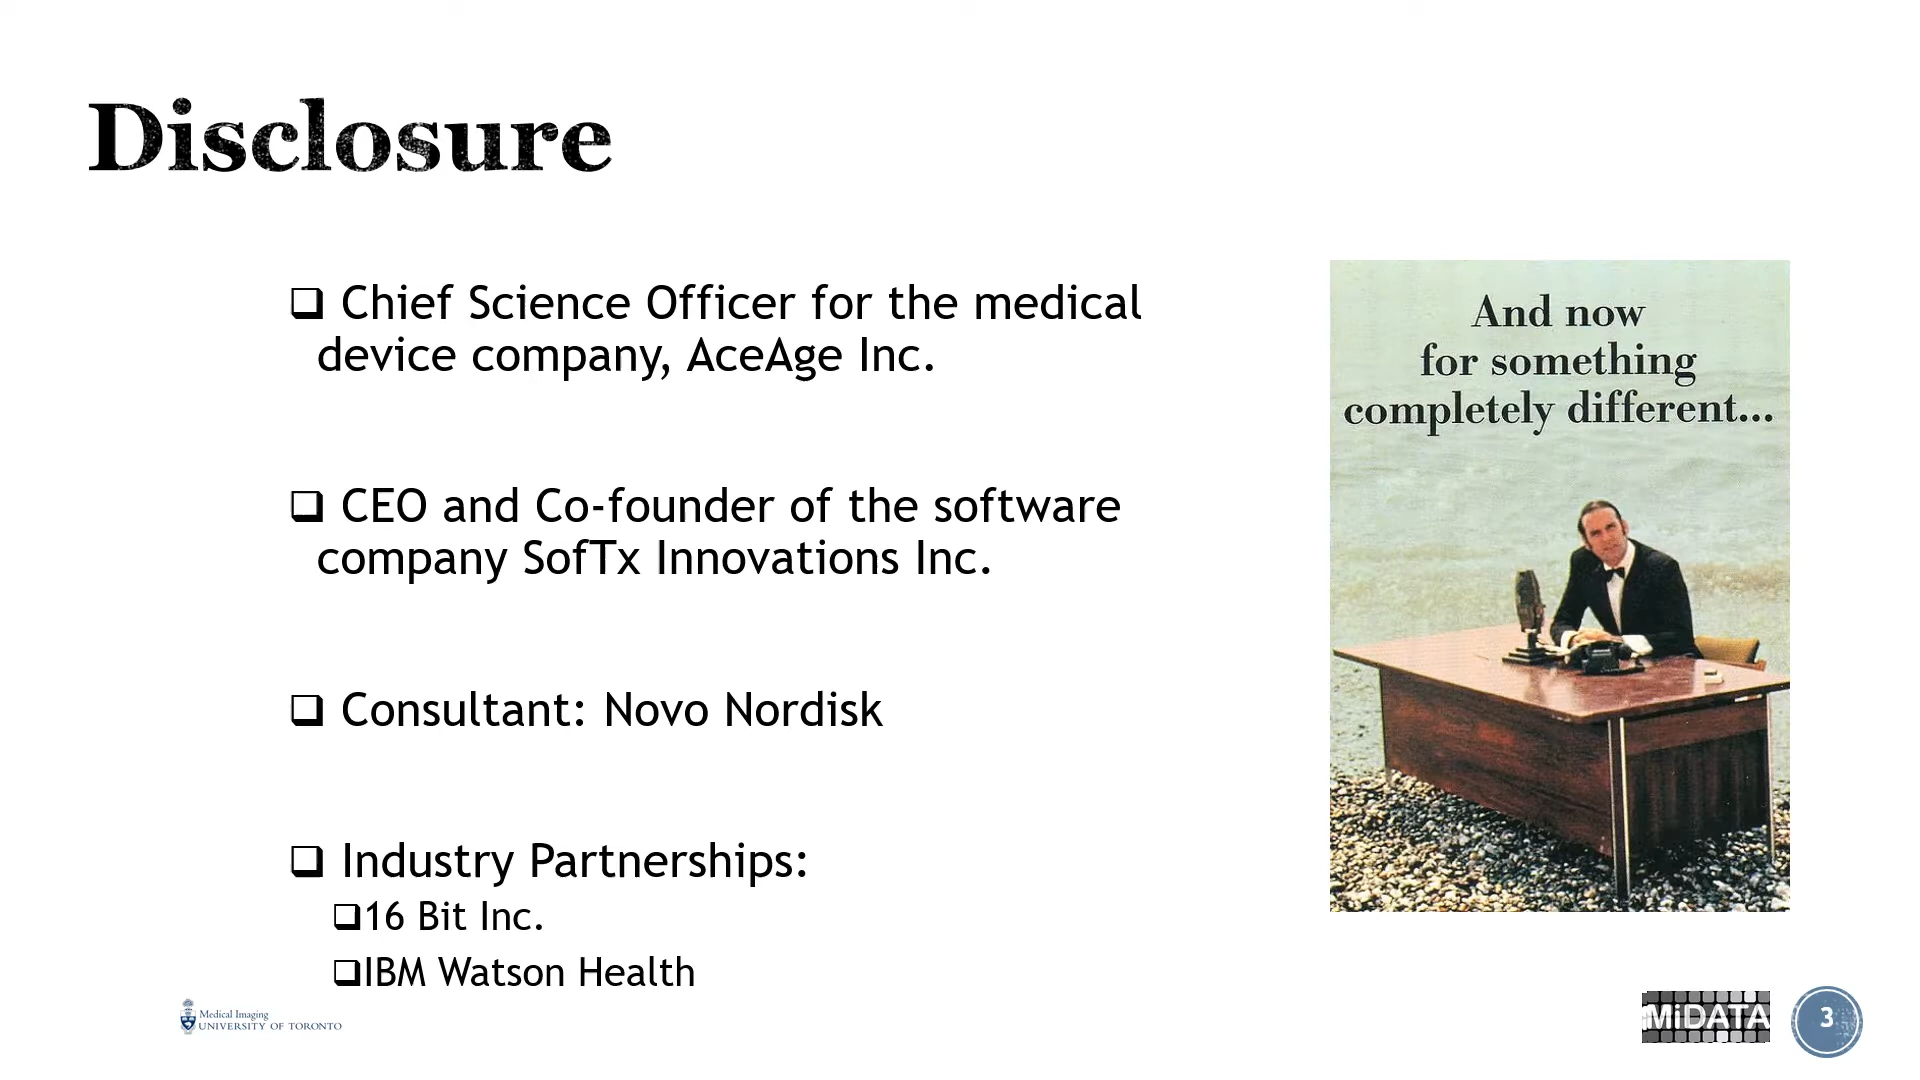 Disclosure
Chief Science Officer for the medical
device company, AceAge Inc.
CEO and Co-founder of the software
company SofTx Innovations Inc.
Consultant: Novo Nordisk
Industry Partnerships:
16 Bit Inc.
IBM Watson Health
And now
for something
completely different...
Medical Imaging
UNIVERSITY OF TORONTO
MiDATA
3